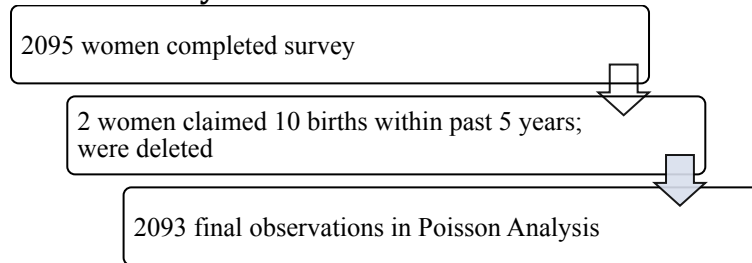 2095 women completed survey
2 women claimed 10 births within past 5 years;
were deleted
2093 final observations in Poisson Analysis